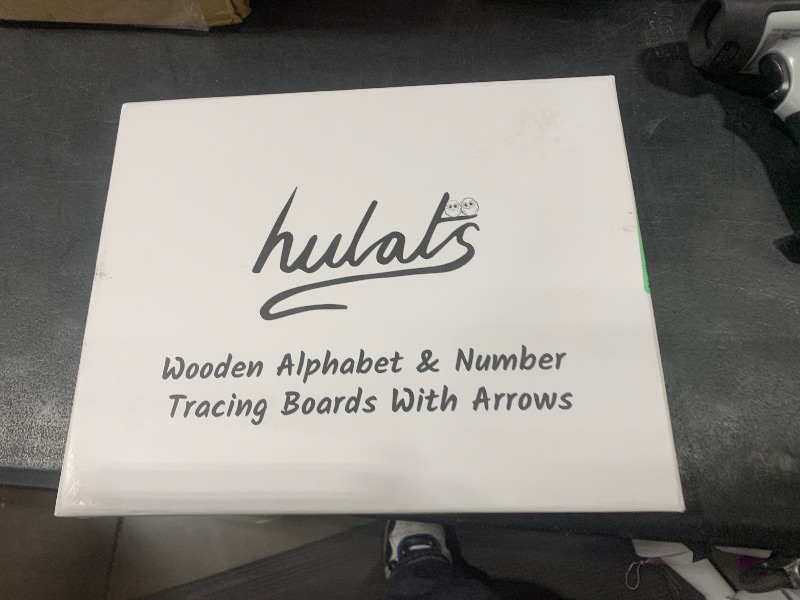 hulats
Wooden Alphabet & Number
Tracing Boards With Arrows